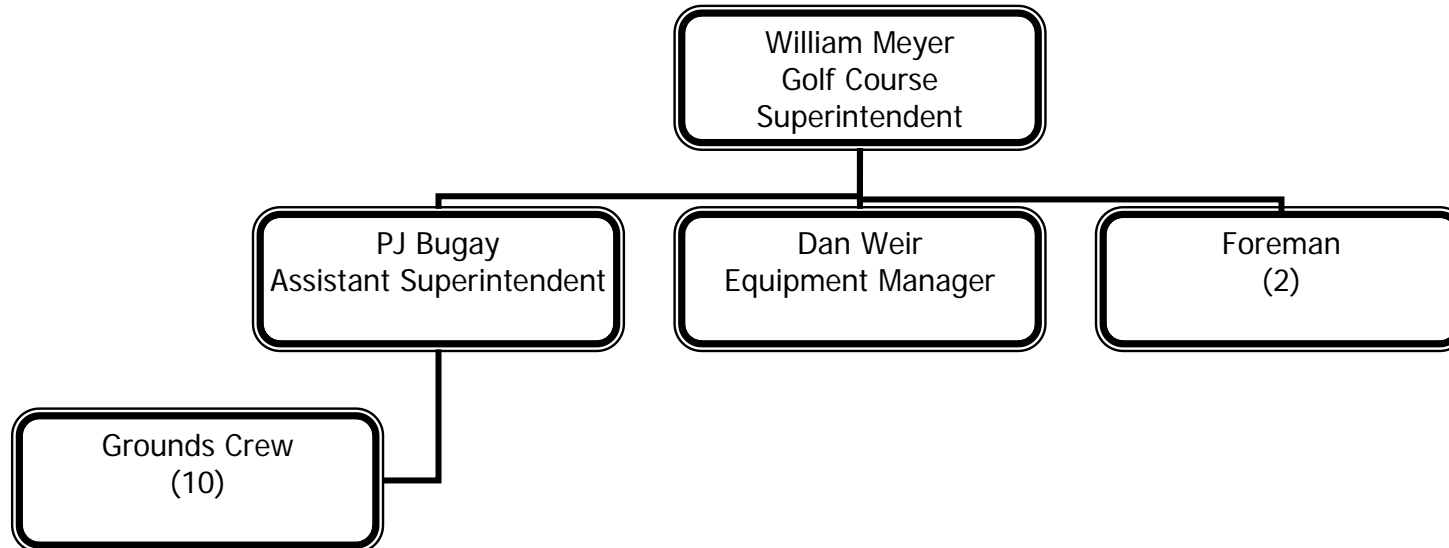 William Meyer
Golf Course
Superintendent
PJ Bugay
Assistant Superintendent
Dan Weir
Equipment Manager
Foreman
(2)
Grounds Crew
(10)